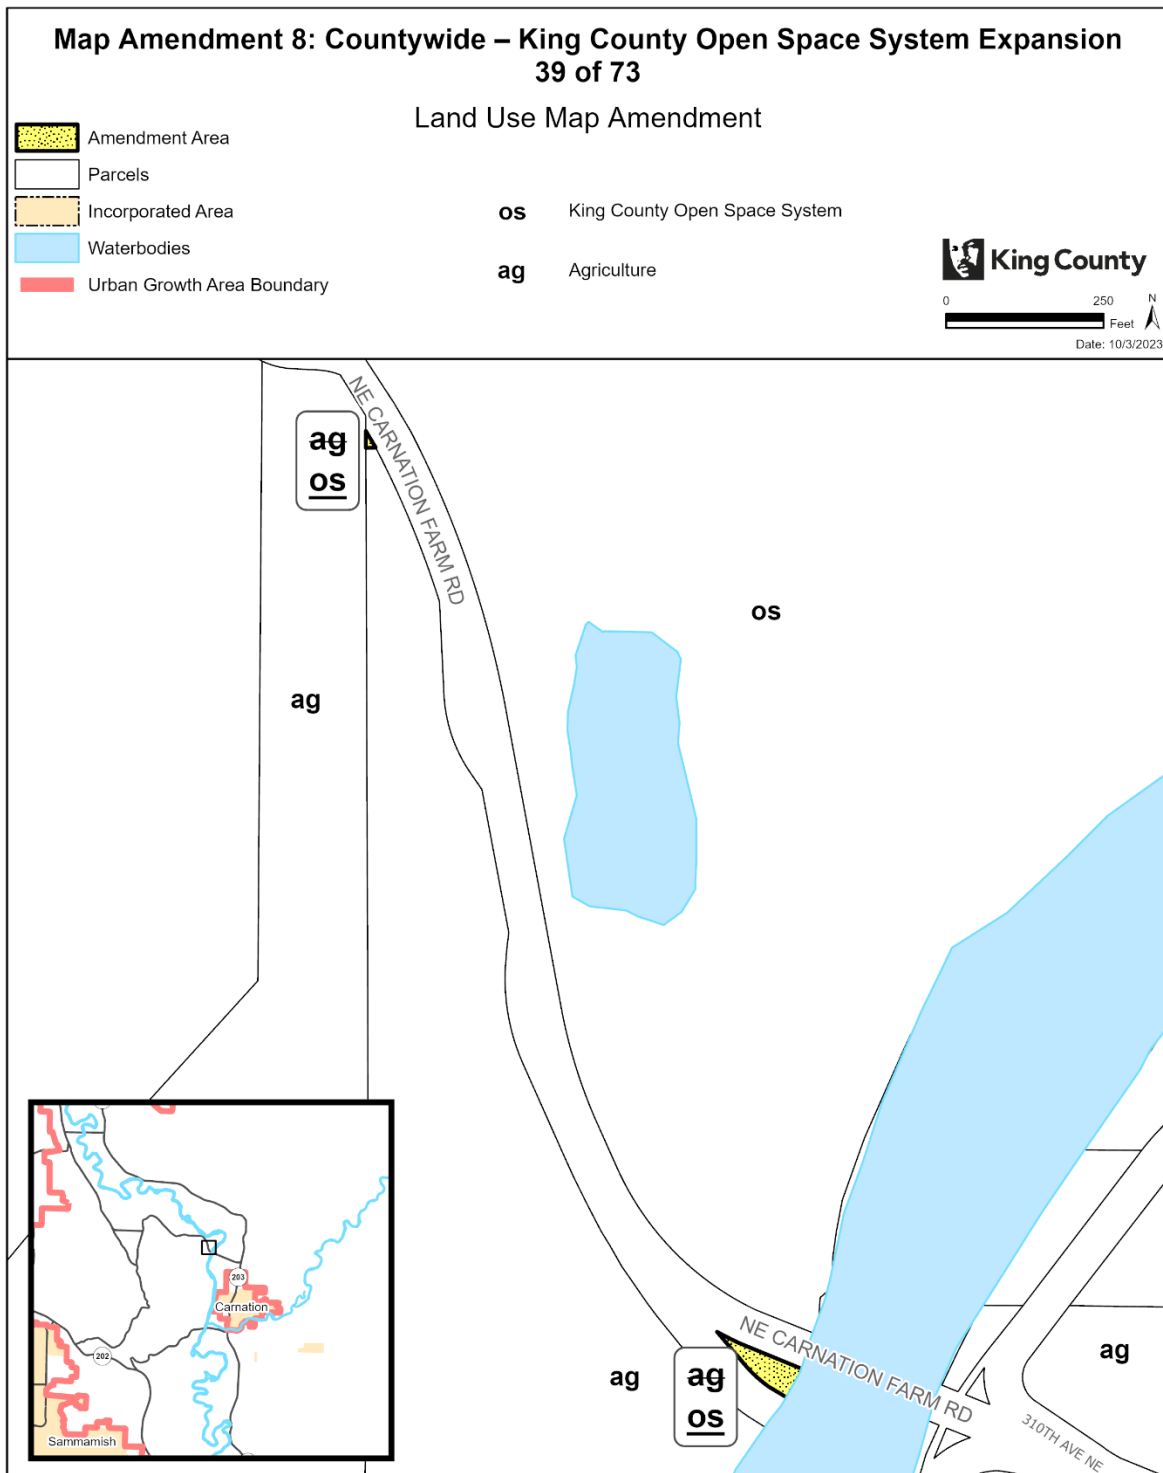 Map Amendment 8: Countywide – King County Open Space System Expansion
39 of 73
Land Use Map Amendment
Amendment Area
Parcels
Incorporated Area
Waterbodies
Urban Growth Area Boundary
os King County Open Space System
ag Agriculture
King County
0 250
Feet
N
Date: 10/3/2023
NE CARNATION FARM RD
ag
os
os
ag
203
Carnation
202
Sammamish
NE CARNATION FARM RD
ag
ag
os
ag
310TH AVE NE